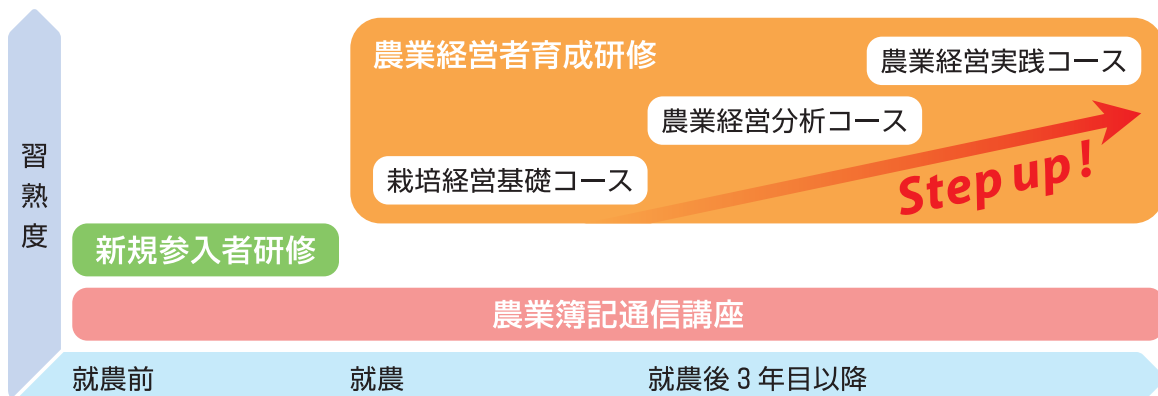 習熟度
農業経営者育成研修
農業経営実践コース
農業経営分析コース
栽培経営基礎コース
Step up!
新規参入者研修
農業簿記通信講座
就農前
就農
就農後3年目以降